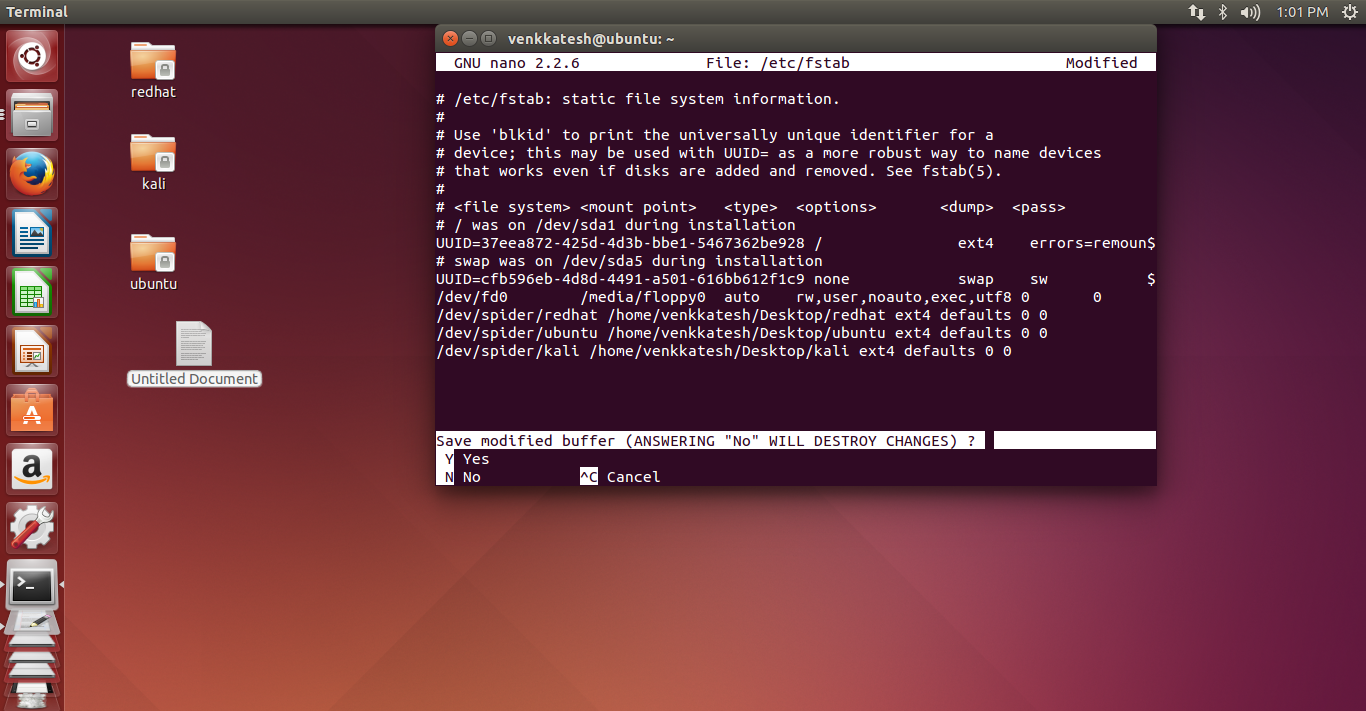 Terminal
1:01 PM
redhat
kali
ubuntu
Untitled Document
venkkatesh@ubuntu: ~
GNU nano 2.2.6 File: /etc/fstab Modified
# /etc/fstab: static file system information.
#
# Use 'blkid' to print the universally unique identifier for a
# device; this may be used with UUID= as a more robust way to name devices
# that works even if disks are added and removed. See fstab(5).
#
# <file system> <mount point>   <type>  <options>       <dump>  <pass>
# / was on /dev/sda1 during installation
UUID=37eea872-425d-4d3b-bbe1-5467362be928 /               ext4    errors=remoun$
# swap was on /dev/sda5 during installation
UUID=cfb596eb-4d8d-4491-a501-616bb612f1c9 none            swap    sw           $
/dev/fd0        /media/floppy0  auto    rw,user,noauto,exec,utf8 0       0
/dev/spider/redhat /home/venkkatesh/Desktop/redhat ext4 defaults 0 0
/dev/spider/ubuntu /home/venkkatesh/Desktop/ubuntu ext4 defaults 0 0
/dev/spider/kali /home/venkkatesh/Desktop/kali ext4 defaults 0 0
Save modified buffer (ANSWERING "No" WILL DESTROY CHANGES) ?
Y Yes
N No ^C Cancel